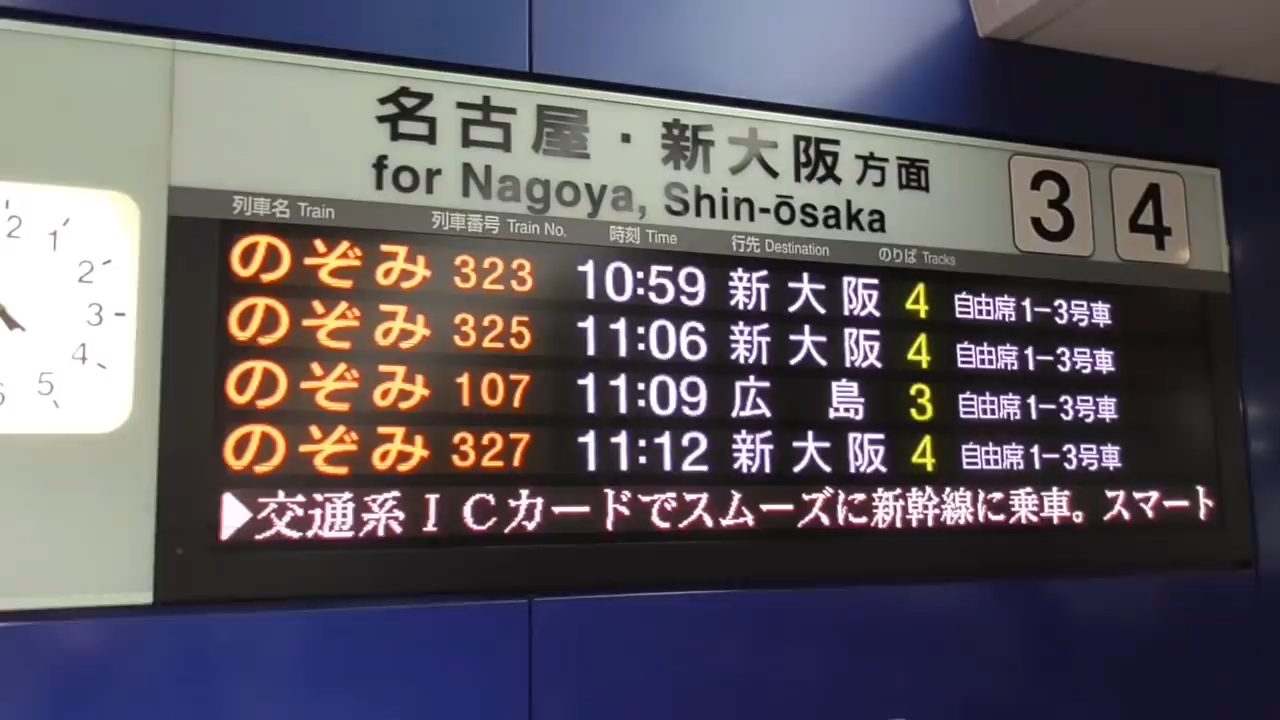 名古屋・新大阪方面 3 4
for Nagoya, Shin-ōsaka
列車名 Train 列車番号 Train No. 時刻 Time 行先 Destination のりば Tracks
のぞみ 323 10:59 新大阪 4 自由席1-3号車
のぞみ 325 11:06 新大阪 4 自由席1-3号車
のぞみ 107 11:09 広島 3 自由席1-3号車
のぞみ 327 11:12 新大阪 4 自由席1-3号車
▶交通系ICカードでスムーズに新幹線に乗車。スマート
2 1 2 3 4 5